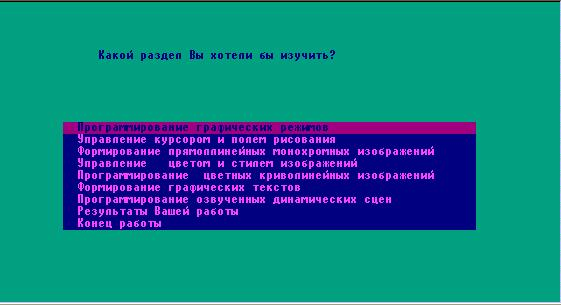 Какой раздел Вы хотели бы изучить?
Программирование графических режимов
Управление курсором и полем рисования
Формирование прямоллинейных монохромных изображений
Управление цветом и стилем изображений
Программирование цветных криволинейных изображений
Формирование графических текстов
Программирование озвученных динамических сцен
Результаты Вашей работы
Конец работы